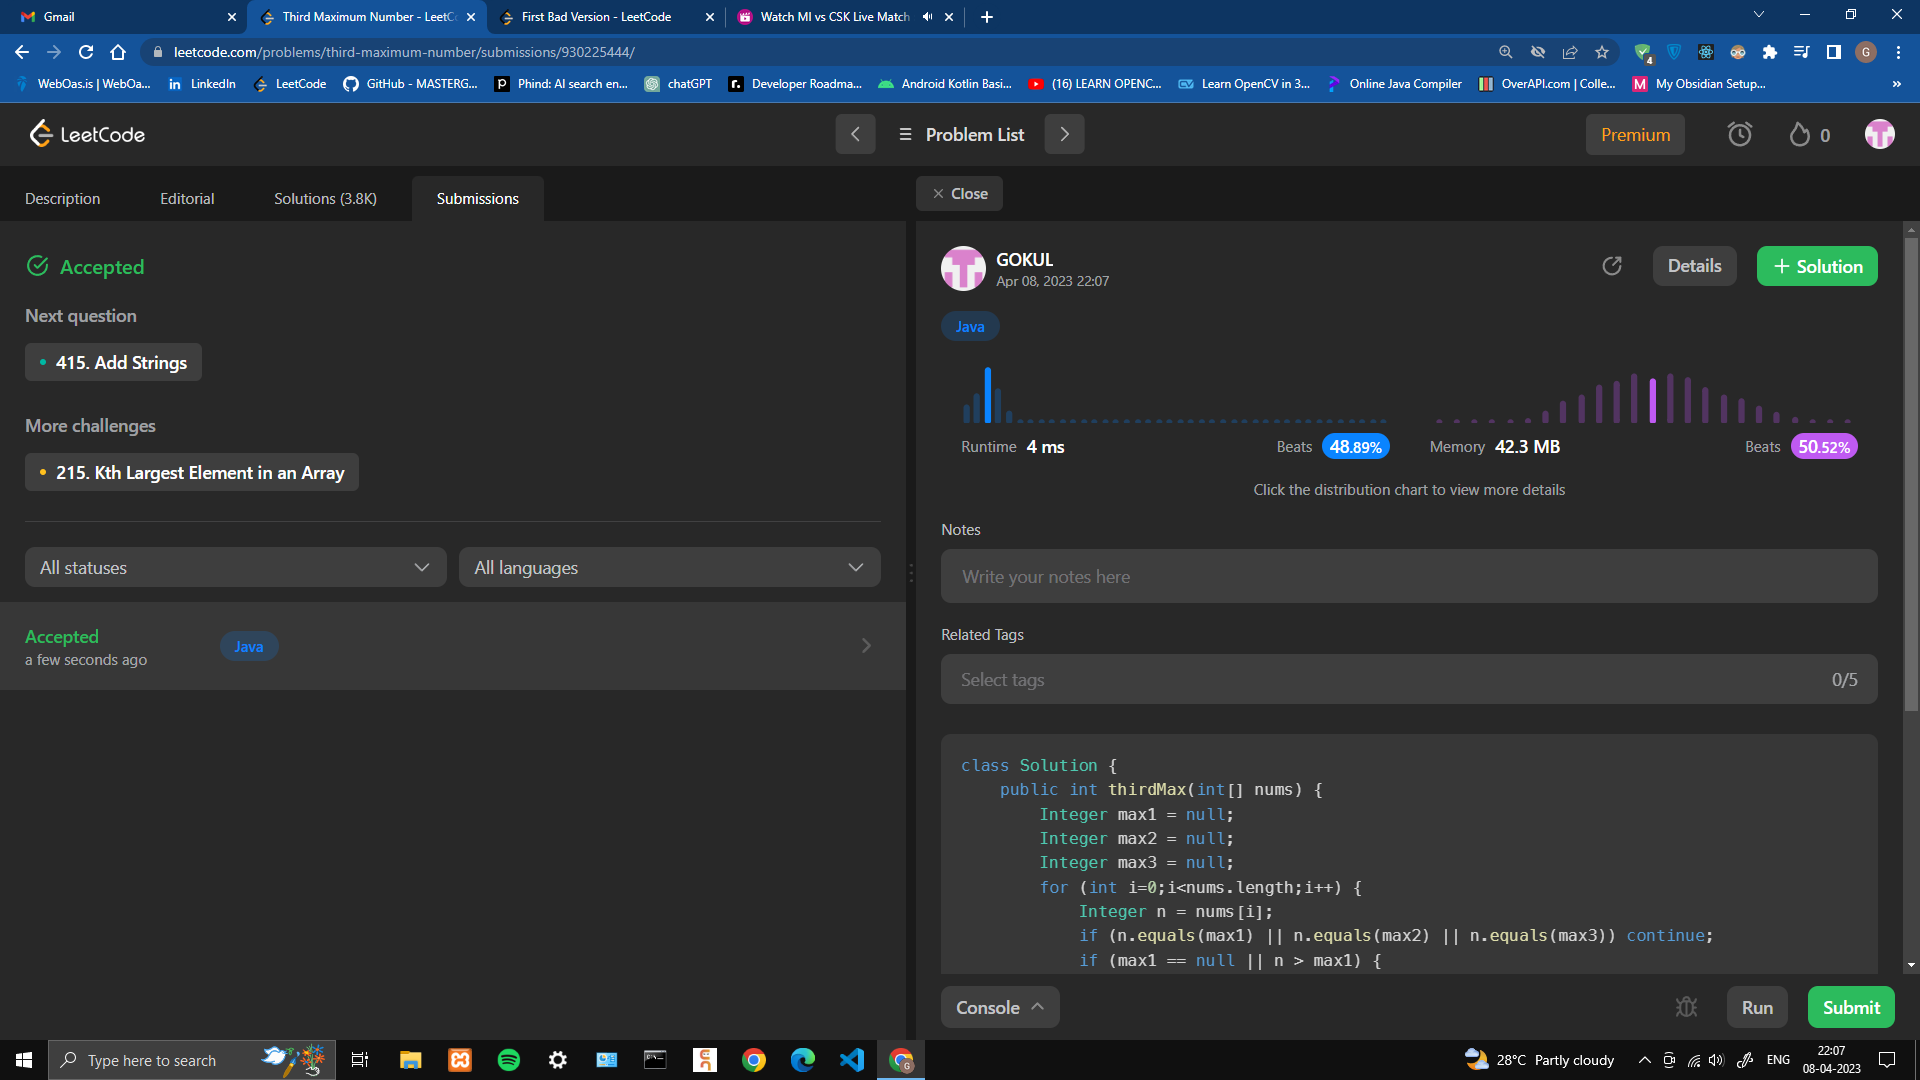 Gmail
Third Maximum Number - LeetCo
First Bad Version - LeetCode
Watch MI vs CSK Live Match
leetcode.com/problems/third-maximum-number/submissions/930225444/
4
G
WebOas.is | WebOa...
LinkedIn
LeetCode
GitHub - MASTERG...
Phind: AI search en...
chatGPT
Developer Roadma...
Android Kotlin Basi...
(16) LEARN OPENC...
Learn OpenCV in 3...
Online Java Compiler
OverAPI.com | Colle...
My Obsidian Setup...
LeetCode
Problem List
Premium
0
Description
Editorial
Solutions (3.8K)
Submissions
Close
Accepted
Next question
415. Add Strings
More challenges
215. Kth Largest Element in an Array
All statuses
All languages
Accepted
a few seconds ago
Java
GOKUL
Apr 08, 2023 22:07
Details
+ Solution
Java
Runtime 4 ms
Beats 48.89%
Memory 42.3 MB
Beats 50.52%
Click the distribution chart to view more details
Notes
Write your notes here
Related Tags
Select tags
0/5
class Solution {
    public int thirdMax(int[] nums) {
        Integer max1 = null;
        Integer max2 = null;
        Integer max3 = null;
        for (int i=0;i<nums.length;i++) {
            Integer n = nums[i];
            if (n.equals(max1) || n.equals(max2) || n.equals(max3)) continue;
            if (max1 == null || n > max1) {
Console
Run
Submit
Type here to search
28°C Partly cloudy
ENG
22:07
08-04-2023